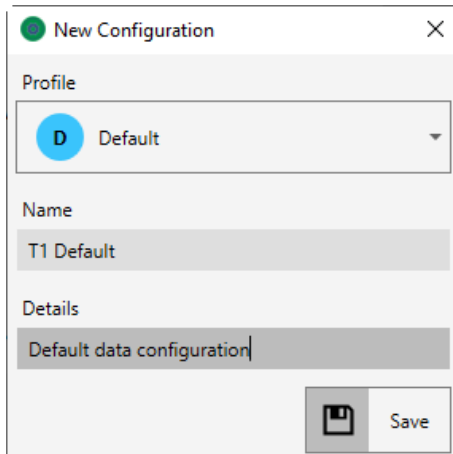 New Configuration
Profile
D Default
Name
T1 Default
Details
Default data configuration
Save